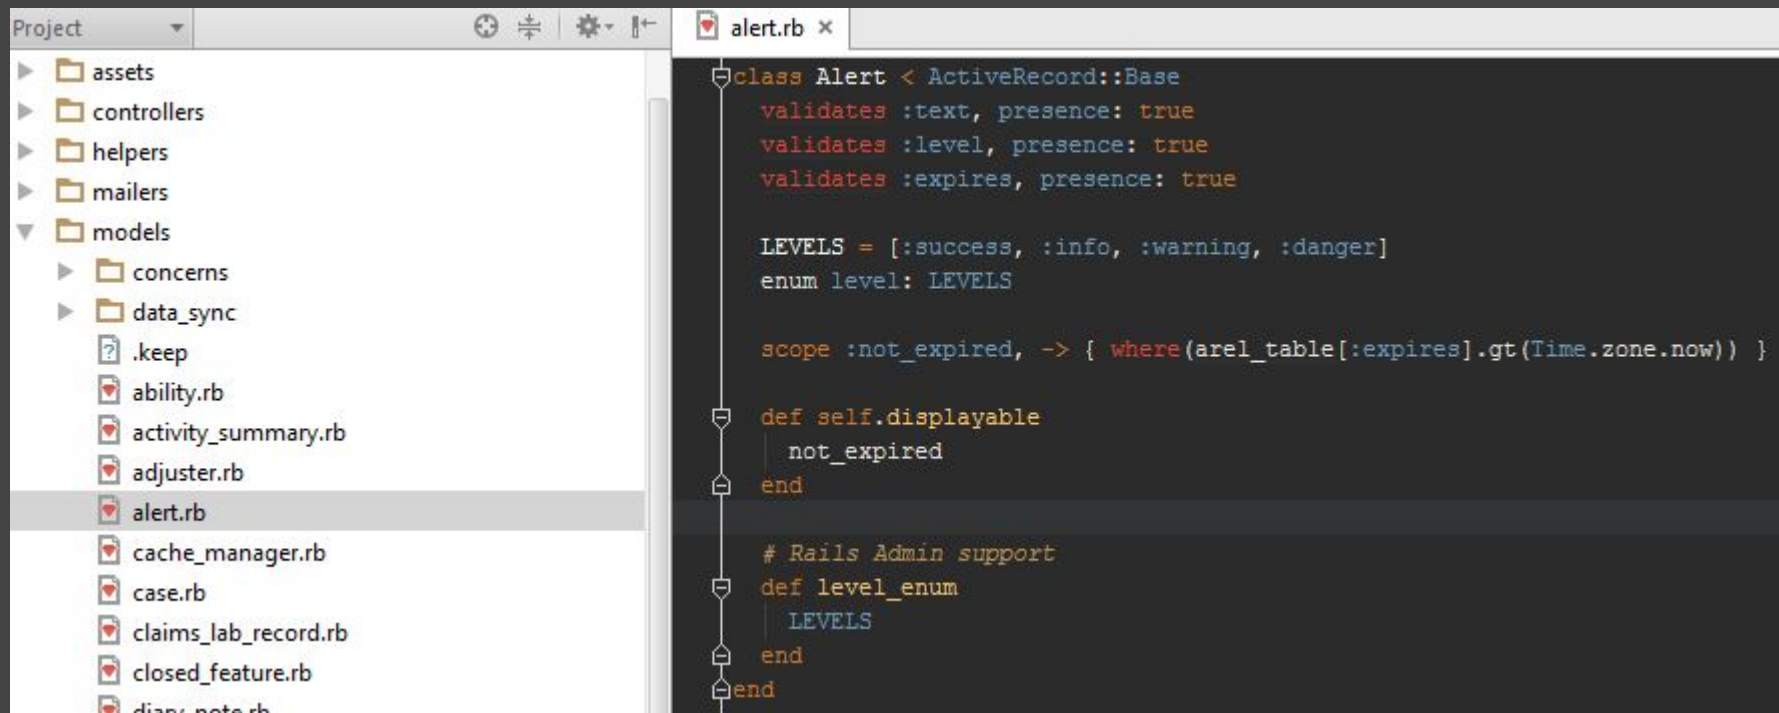 Project
assets
controllers
helpers
mailers
models
concerns
data_sync
.keep
ability.rb
activity_summary.rb
adjuster.rb
alert.rb
cache_manager.rb
case.rb
claims_lab_record.rb
closed_feature.rb
diary_note.rb
alert.rb
class Alert < ActiveRecord::Base
  validates :text, presence: true
  validates :level, presence: true
  validates :expires, presence: true
  LEVELS = [:success, :info, :warning, :danger]
  enum level: LEVELS
  scope :not_expired, -> { where(arel_table[:expires].gt(Time.zone.now)) }
  def self.displayable
    not_expired
  end
  # Rails Admin support
  def level_enum
    LEVELS
  end
end